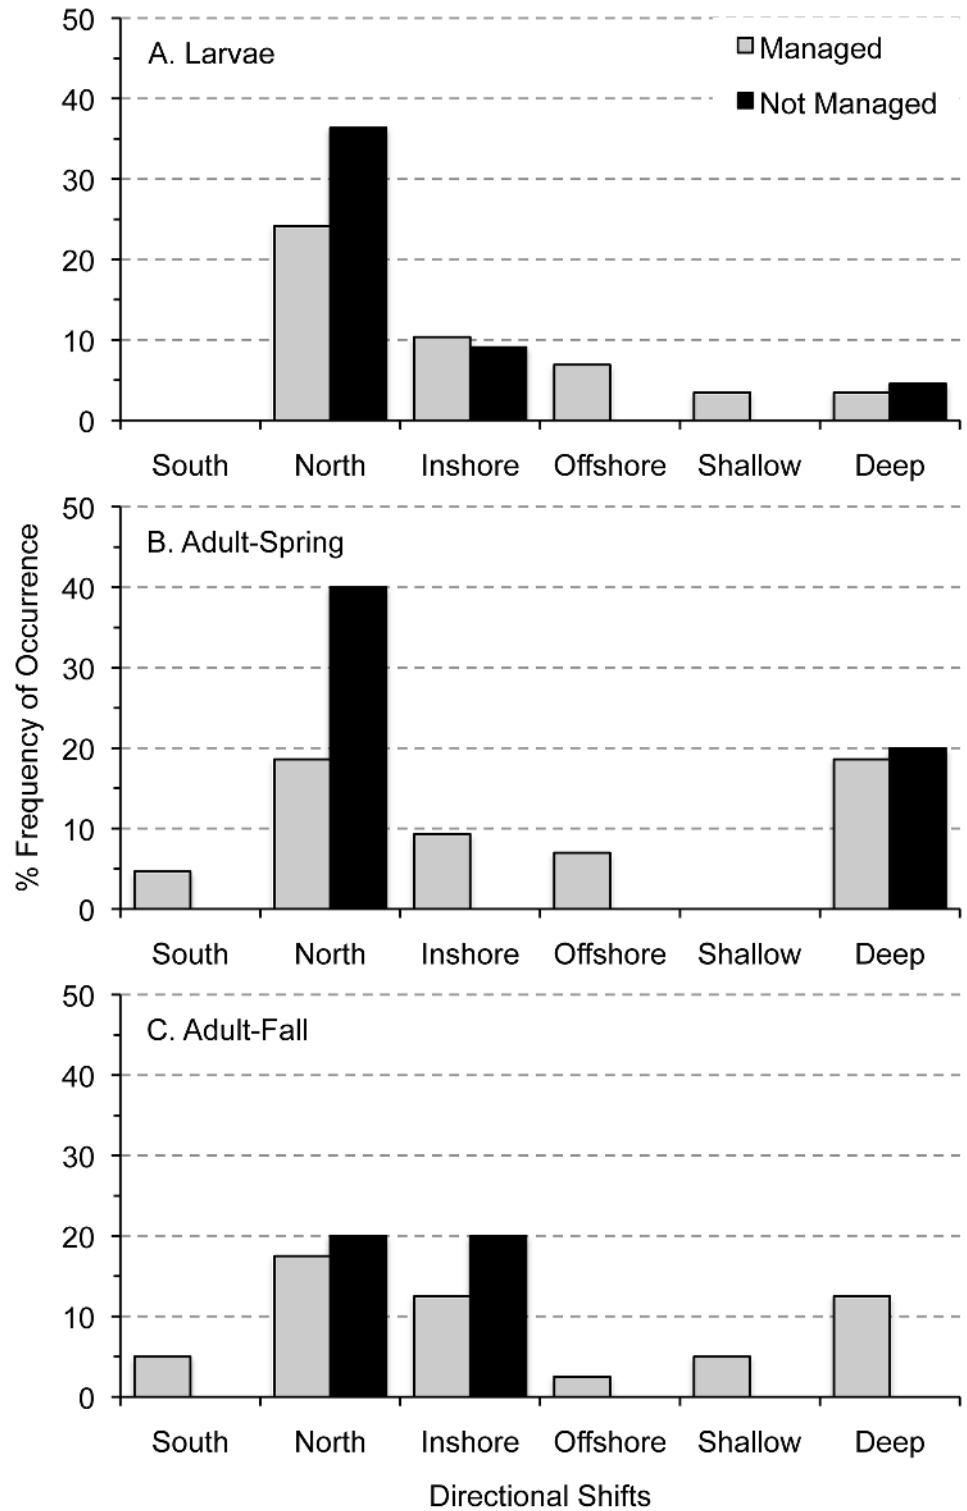 50
A. Larvae
Managed
40
Not Managed
30
20
10
0
South North Inshore Offshore Shallow Deep
% Frequency of Occurrence
50
B. Adult-Spring
40
30
20
10
0
South North Inshore Offshore Shallow Deep
50
C. Adult-Fall
40
30
20
10
0
South North Inshore Offshore Shallow Deep
Directional Shifts